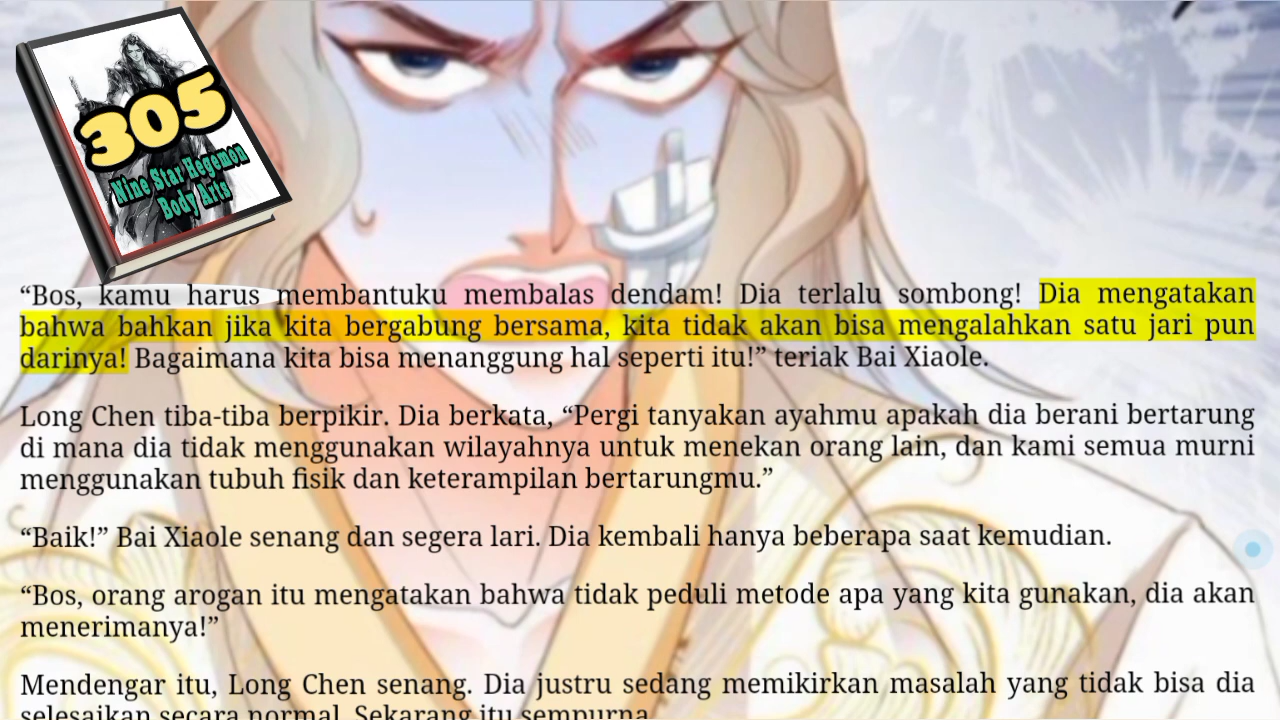 305
Nine Star Hegemon
Body Arts
“Bos, kamu harus membantuku membalas dendam! Dia terlalu sombong! Dia mengatakan
bahwa bahkan jika kita bergabung bersama, kita tidak akan bisa mengalahkan satu jari pun
darinya! Bagaimana kita bisa menanggung hal seperti itu!” teriak Bai Xiaole.
Long Chen tiba-tiba berpikir. Dia berkata, “Pergi tanyakan ayahmu apakah dia berani bertarung
di mana dia tidak menggunakan wilayahnya untuk menekan orang lain, dan kami semua murni
menggunakan tubuh fisik dan keterampilan bertarungmu.”
“Baik!” Bai Xiaole senang dan segera lari. Dia kembali hanya beberapa saat kemudian.
“Bos, orang arogan itu mengatakan bahwa tidak peduli metode apa yang kita gunakan, dia akan
menerimanya!”
Mendengar itu, Long Chen senang. Dia justru sedang memikirkan masalah yang tidak bisa dia
selesaikan secara normal. Sekarang itu sempurna.